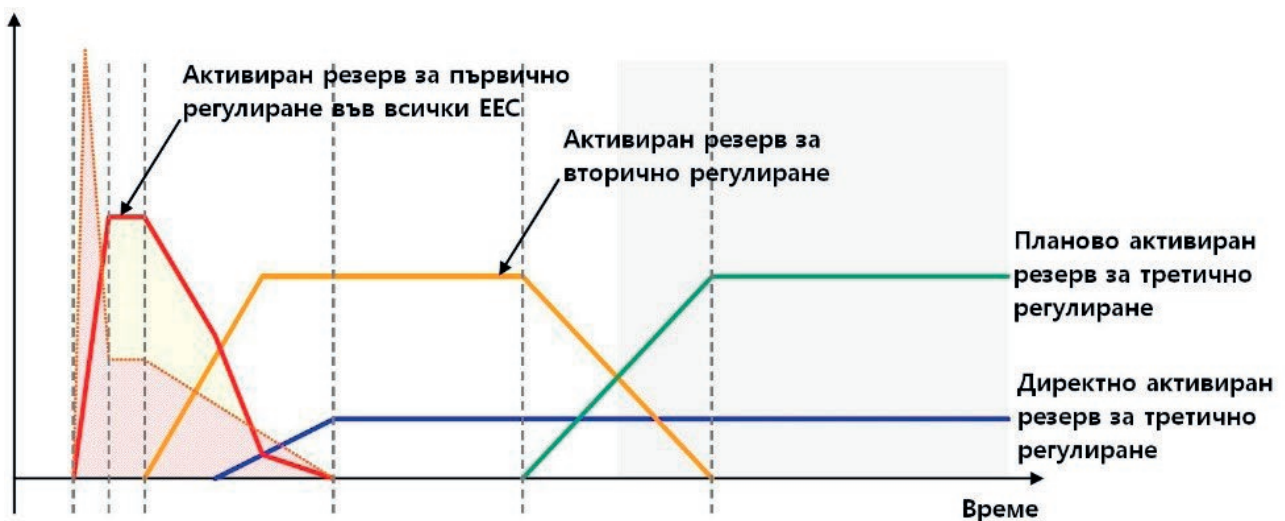 Активиран резерв за първично
регулиране във всички ЕЕС
Активиран резерв за
вторично регулиране
Планово активиран
резерв за третично
регулиране
Директно активиран
резерв за третично
регулиране
Време